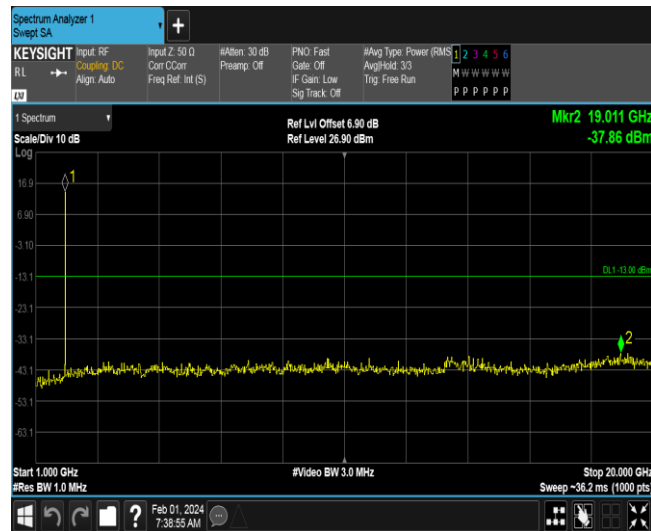 Spectrum Analyzer 1
Swept SA
KEYSIGHT
RL
LXI
Input: RF
Coupling: DC
Align: Auto
Input Z: 50 Ω
Corr CCorr
Freq Ref: Int (S)
#Atten: 30 dB
Preamp: Off
PNO: Fast
Gate: Off
IF Gain: Low
Sig Track: Off
#Avg Type: Power (RMS
Avg|Hold: 3/3
Trig: Free Run
1 2 3 4 5 6
M W W W W W
P P P P P P
1 Spectrum
Scale/Div 10 dB
Log
Ref Lvl Offset 6.90 dB
Ref Level 26.90 dBm
Mkr2 19.011 GHz
-37.86 dBm
1
16.9
6.90
-3.10
DL1 -13.00 dBm
-13.1
-23.1
-33.1
2
-43.1
-53.1
-63.1
Start 1.000 GHz
#Res BW 1.0 MHz
#Video BW 3.0 MHz
Stop 20.000 GHz
Sweep ~36.2 ms (1000 pts
?
Feb 01, 2024
7:38:55 AM